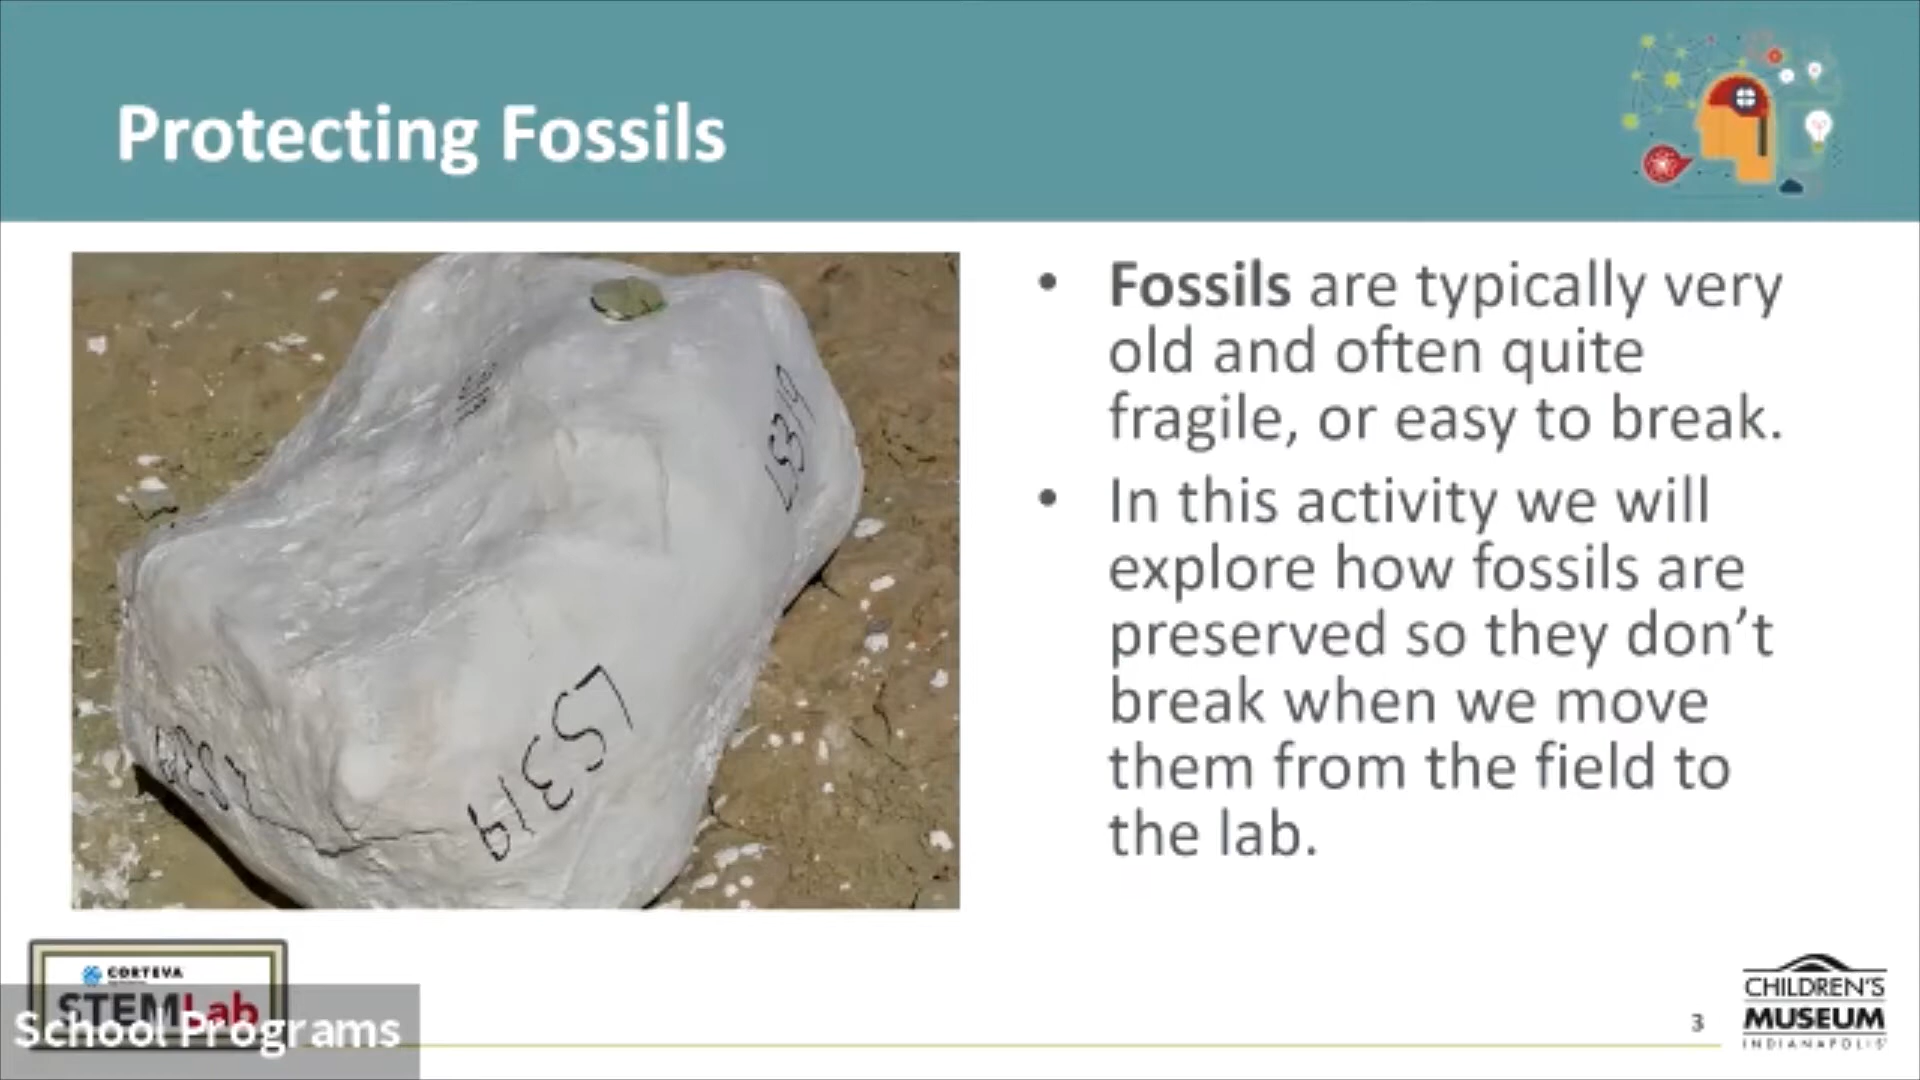 Protecting Fossils
• Fossils are typically very
old and often quite
fragile, or easy to break.
• In this activity we will
explore how fossils are
preserved so they don't
break when we move
them from the field to
the lab.
LS319
LS319
CORTEVA
STEMLab
School Programs
3
CHILDREN'S
MUSEUM
INDIANAPOLIS